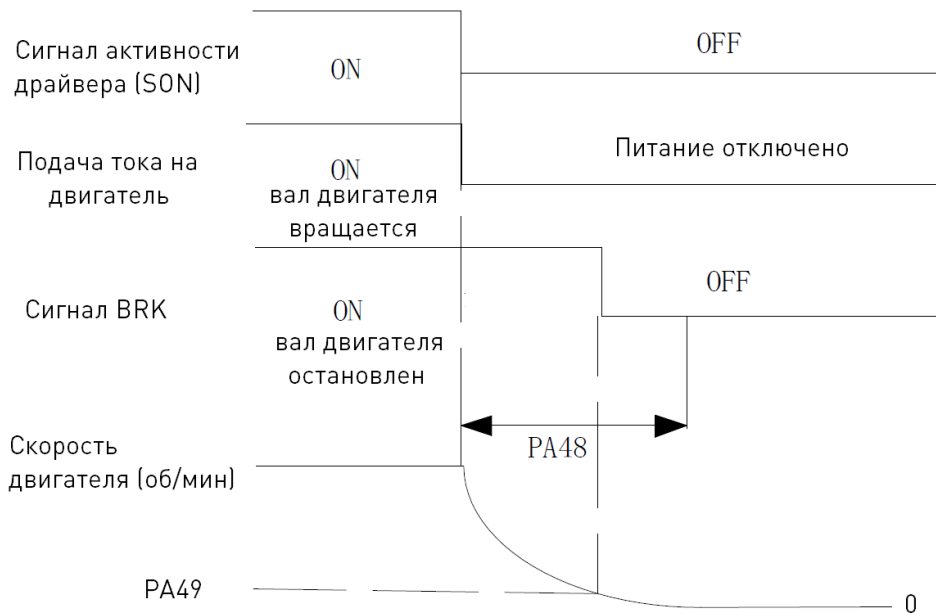 Сигнал активности
драйвера (SON)
ON
OFF
Подача тока на
двигатель
ON
вал двигателя
вращается
Питание отключено
Сигнал BRK
ON
вал двигателя
остановлен
OFF
PA48
Скорость
двигателя (об/мин)
PA49
0